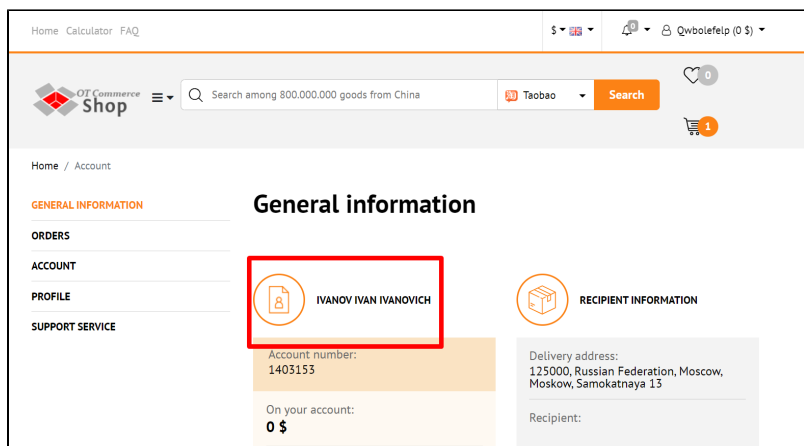 Home Calculator FAQ
$
0
Qwbolefelp (0 $)
OT Commerce
Shop
Search among 800.000.000 goods from China
Taobao
Search
0
1
Home / Account
GENERAL INFORMATION
ORDERS
ACCOUNT
PROFILE
SUPPORT SERVICE
General information
IVANOV IVAN IVANOVICH
Account number:
1403153
On your account:
0 $
RECIPIENT INFORMATION
Delivery address:
125000, Russian Federation, Moscow,
Moskow, Samokatnaya 13
Recipient: